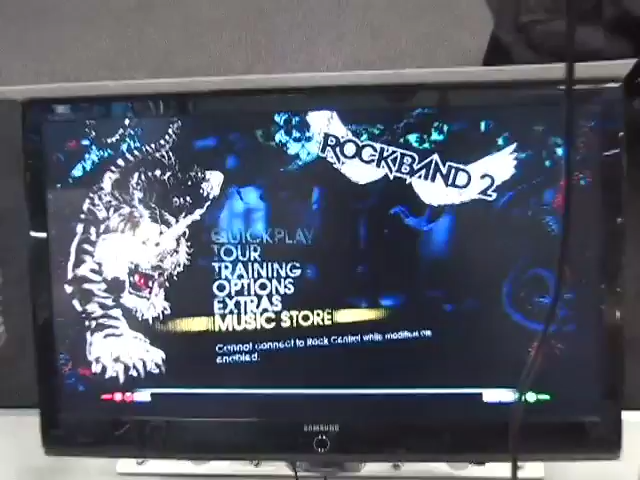 ROCKBAND 2
QUICKPLAY
TOUR
TRAINING
OPTIONS
EXTRAS
MUSIC STORE
Cannot connect to Rock Central while modifiers are
enabled.
SAMSUNG